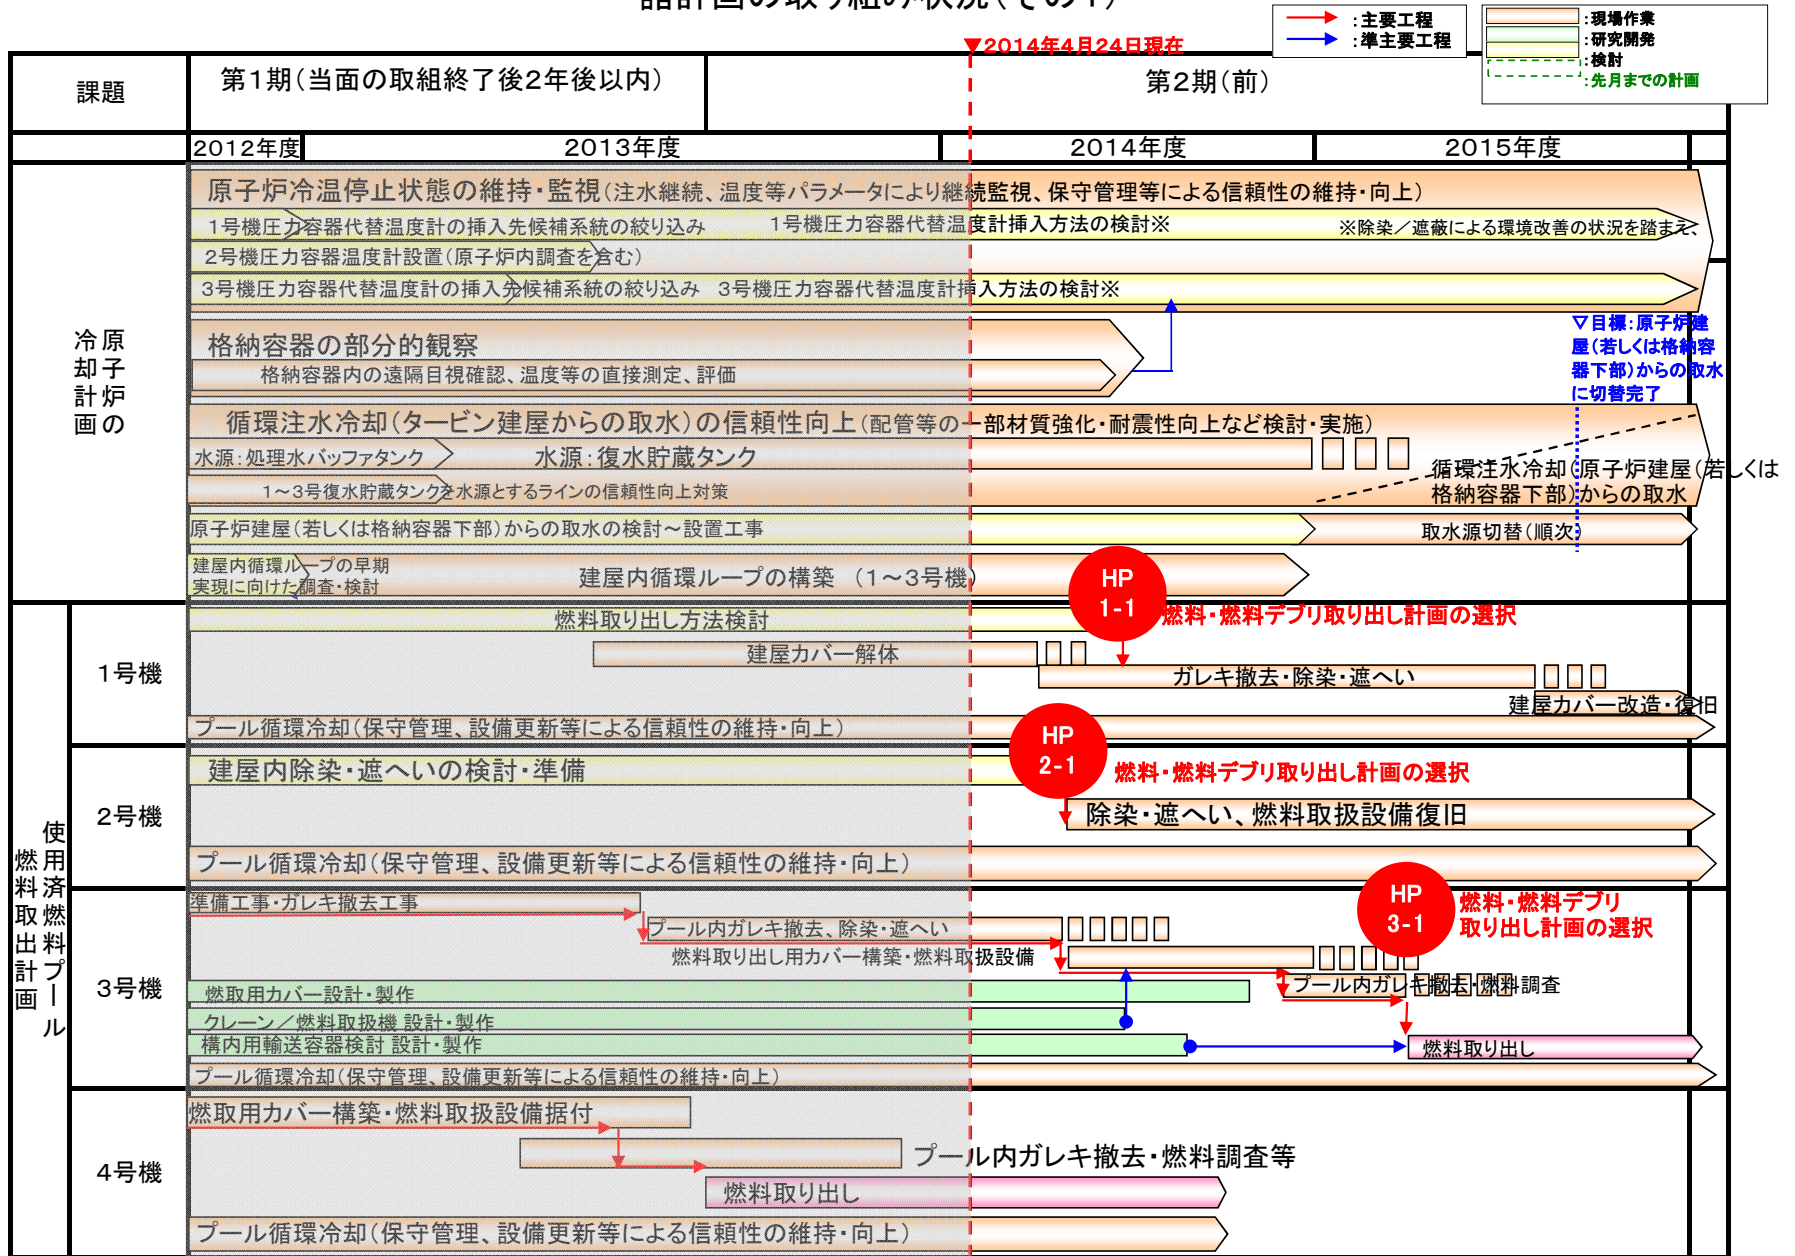 諸計画の取り組み状況(その1)
:主要工程
:準主要工程
:現場作業
:研究開発
:検討
:先月までの計画
▼2014年4月24日現在
課題
第1期(当面の取組終了後2年後以内)
第2期(前)
2012年度
2013年度
2014年度
2015年度
原子炉の冷却計画
原子炉冷温停止状態の維持・監視(注水継続、温度等パラメータにより継続監視、保守管理等による信頼性の維持・向上)
1号機圧力容器代替温度計の挿入先候補系統の絞り込み
1号機圧力容器代替温度計挿入方法の検討※
※除染/遮蔽による環境改善の状況を踏まえ、
2号機圧力容器温度計設置(原子炉内調査を含む)
3号機圧力容器代替温度計の挿入先候補系統の絞り込み
3号機圧力容器代替温度計挿入方法の検討※
格納容器の部分的観察
格納容器内の遠隔目視確認、温度等の直接測定、評価
▽目標:原子炉建
屋(若しくは格納容
器下部)からの取水
に切替完了
循環注水冷却(タービン建屋からの取水)の信頼性向上(配管等の一部材質強化・耐震性向上など検討・実施)
水源:処理水バッファタンク
水源:復水貯蔵タンク
循環注水冷却(原子炉建屋(若しくは
格納容器下部)からの取水
1~3号復水貯蔵タンクを水源とするラインの信頼性向上対策
原子炉建屋(若しくは格納容器下部)からの取水の検討~設置工事
取水源切替(順次)
建屋内循環ループの早期
実現に向けた調査・検討
建屋内循環ループの構築 (1~3号機)
使用済燃料プール燃料取出計画
1号機
燃料取り出し方法検討
HP
1-1
燃料・燃料デブリ取り出し計画の選択
建屋カバー解体
ガレキ撤去・除染・遮へい
建屋カバー改造・復旧
プール循環冷却(保守管理、設備更新等による信頼性の維持・向上)
2号機
建屋内除染・遮へいの検討・準備
HP
2-1
燃料・燃料デブリ取り出し計画の選択
除染・遮へい、燃料取扱設備復旧
プール循環冷却(保守管理、設備更新等による信頼性の維持・向上)
3号機
準備工事・ガレキ撤去工事
HP
3-1
燃料・燃料デブリ
取り出し計画の選択
プール内ガレキ撤去、除染・遮へい
燃料取り出し用カバー構築・燃料取扱設備
プール内ガレキ撤去・燃料調査
燃取用カバー設計・製作
クレーン/燃料取扱機 設計・製作
構内用輸送容器検討 設計・製作
燃料取り出し
プール循環冷却(保守管理、設備更新等による信頼性の維持・向上)
4号機
燃取用カバー構築・燃料取扱設備据付
プール内ガレキ撤去・燃料調査等
燃料取り出し
プール循環冷却(保守管理、設備更新等による信頼性の維持・向上)